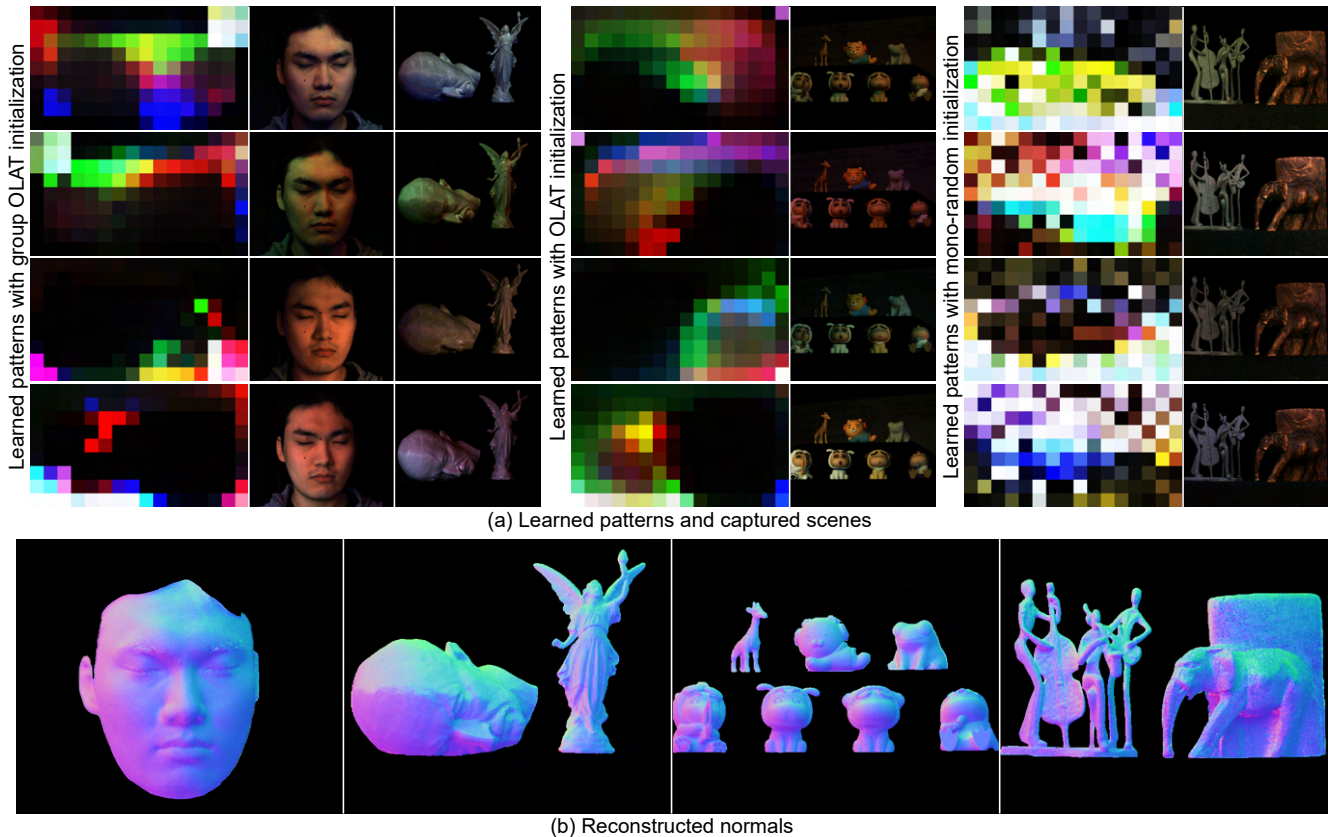 Learned patterns with group OLAT initialization
Learned patterns with OLAT initialization
Learned patterns with mono-random initialization
(a) Learned patterns and captured scenes
(b) Reconstructed normals